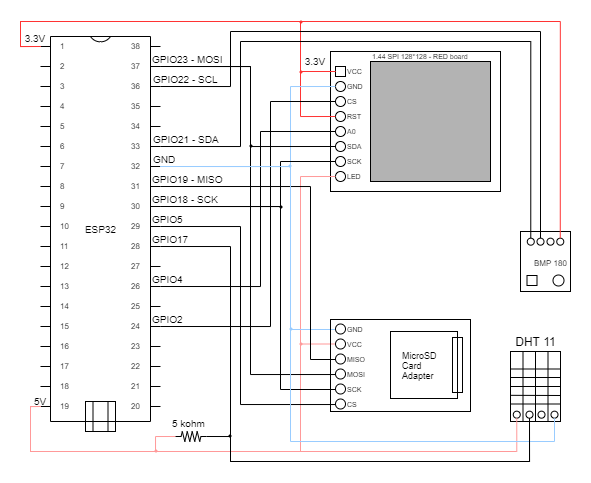 3.3V
1
2
3
4
5
6
7
8
9
10
11
12
13
14
15
16
17
18
19
5V
ESP32
38
37
36
35
34
33
32
31
30
29
28
27
26
25
24
23
22
21
20
GPIO23 - MOSI
GPIO22 - SCL
GPIO21 - SDA
GND
GPIO19 - MISO
GPIO18 - SCK
GPIO5
GPIO17
GPIO4
GPIO2
5 kohm
3.3V
1.44 SPI 128*128 - RED board
VCC
GND
CS
RST
A0
SDA
SCK
LED
BMP 180
GND
VCC
MISO
MOSI
SCK
CS
MicroSD
Card
Adapter
DHT 11